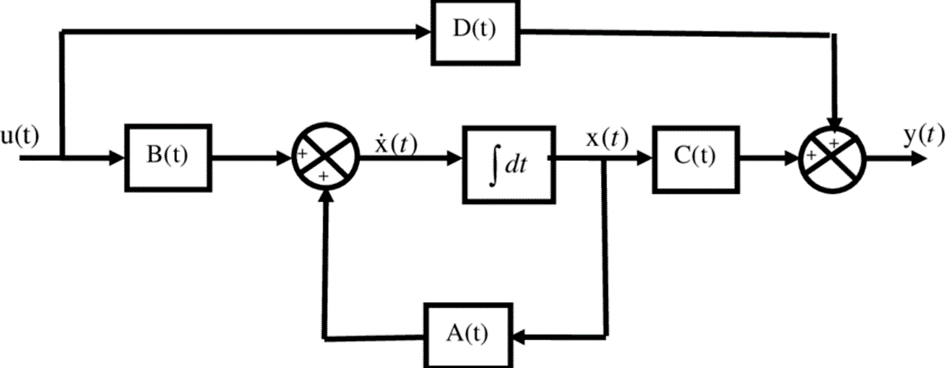 D(t)
u(t)
B(t)
+
+
ẋ(t)
∫dt
x(t)
C(t)
+
+
y(t)
A(t)